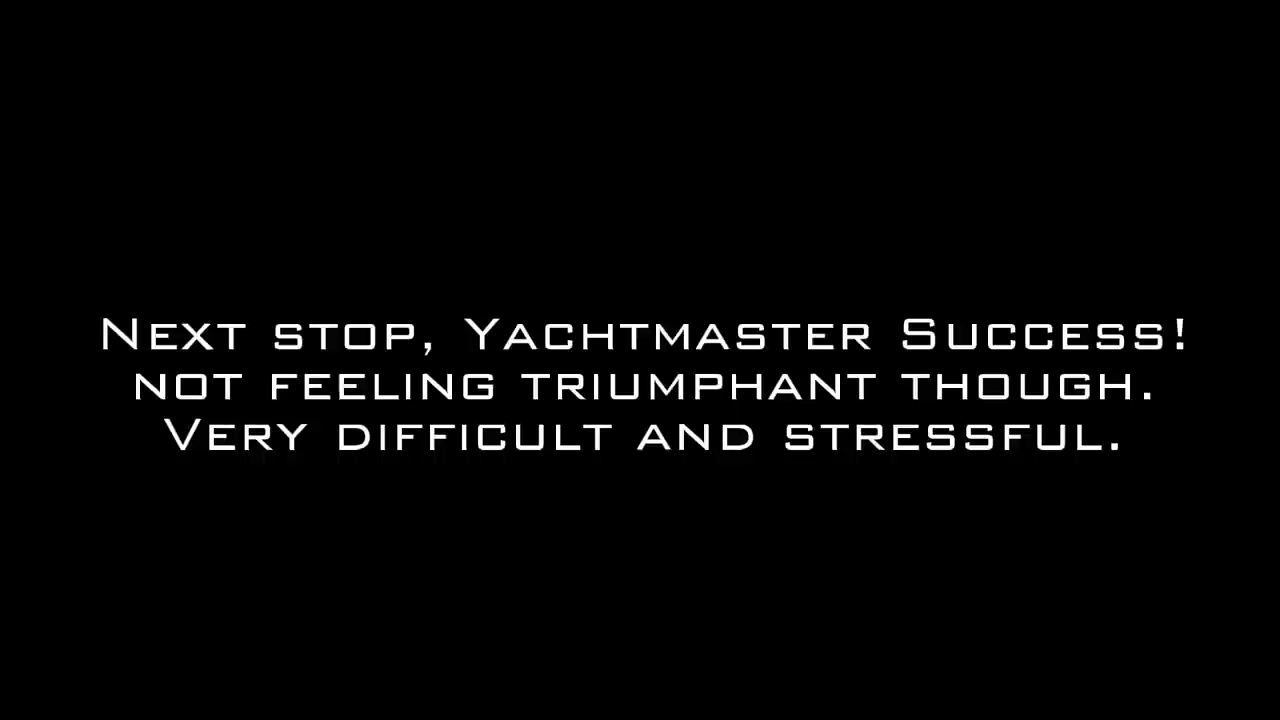 Next stop, Yachtmaster Success!
not feeling triumphant though.
Very difficult and stressful.